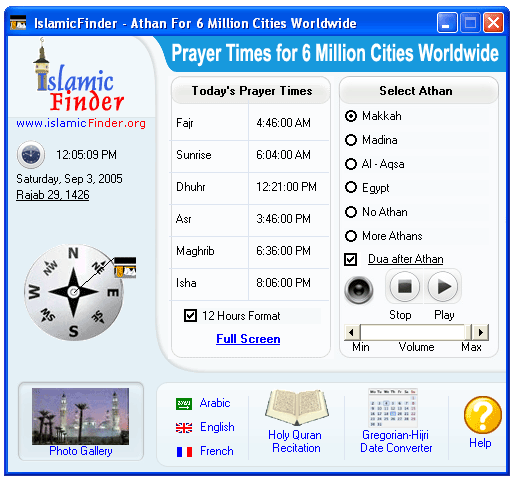 IslamicFinder - Athan For 6 Million Cities Worldwide
Islamic
Finder
www.islamicFinder.org
Prayer Times for 6 Million Cities Worldwide
12:05:09 PM
Saturday, Sep 3, 2005
Rajab 29, 1426
N
NE
E
SE
S
SW
W
NW
Today's Prayer Times
Fajr 4:46:00 AM
Sunrise 6:04:00 AM
Dhuhr 12:21:00 PM
Asr 3:46:00 PM
Maghrib 6:36:00 PM
Isha 8:06:00 PM
12 Hours Format
Full Screen
Select Athan
Makkah
Madina
Al - Aqsa
Egypt
No Athan
More Athans
Dua after Athan
Stop Play
Min Volume Max
Photo Gallery
Arabic
English
French
Holy Quran
Recitation
Gregorian-Hijri
Date Converter
Help